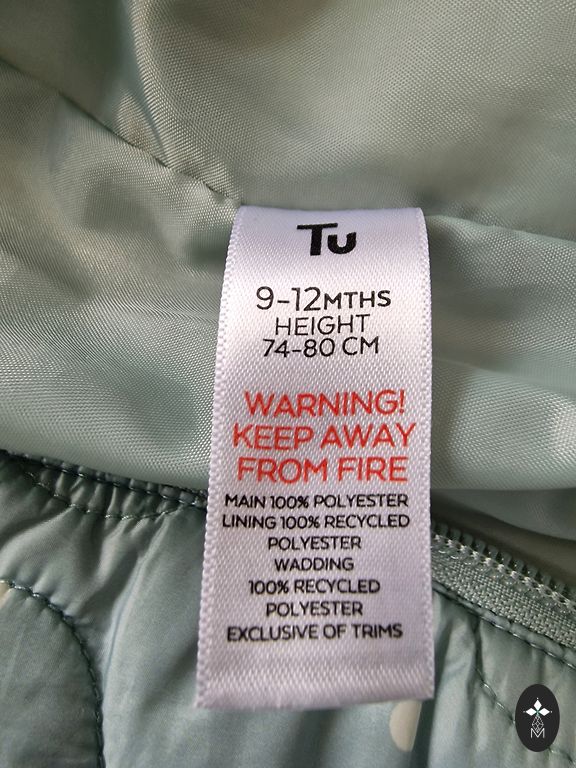 Tu
9-12MTHS
HEIGHT
74-80 CM
WARNING!
KEEP AWAY
FROM FIRE
MAIN 100% POLYESTER
LINING 100% RECYCLED
POLYESTER
WADDING
100% RECYCLED
POLYESTER
EXCLUSIVE OF TRIMS
M